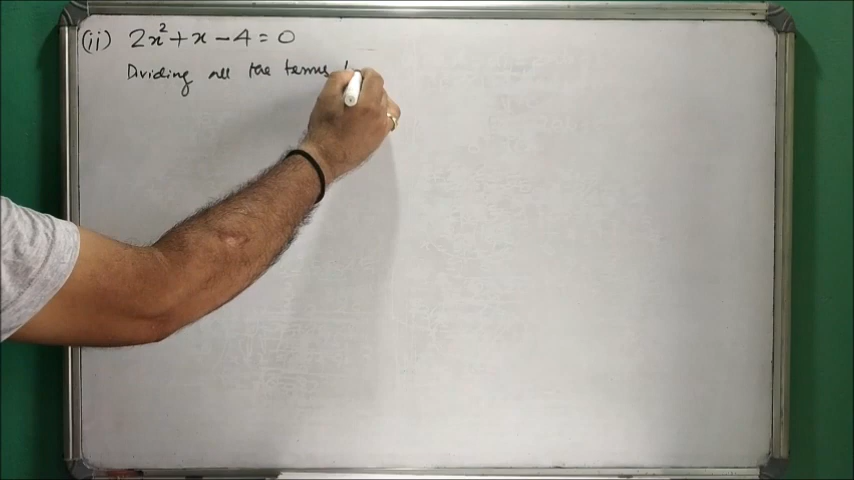 (ii) 2x²+x-4=0
Dividing all the terms